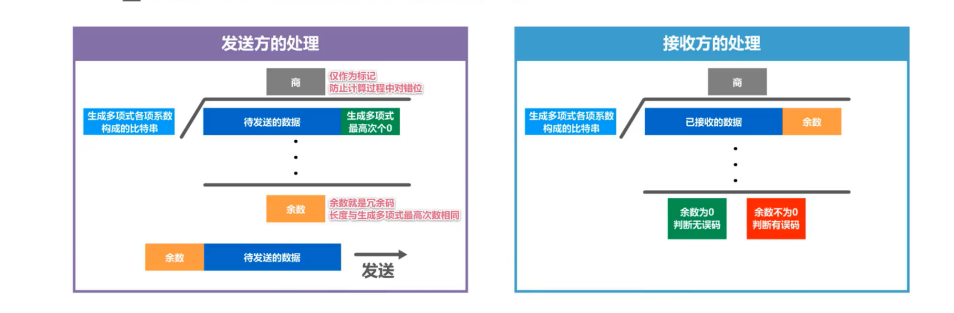 发送方的处理
商
仅作为标记
防止计算过程中对错位
生成多项式各项系数
构成的比特串
待发送的数据
生成多项式
最高次个0
余数
余数就是冗余码
长度与生成多项式最高次数相同
余数
待发送的数据
发送
接收方的处理
商
生成多项式各项系数
构成的比特串
已接收的数据
余数
余数为0
判断无误码
余数不为0
判断有误码